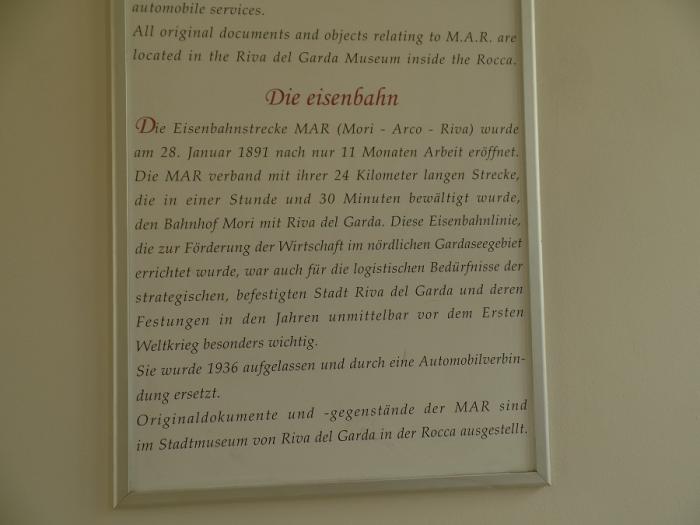 automobile services.
All original documents and objects relating to M.A.R. are
located in the Riva del Garda Museum inside the Rocca.
Die eisenbahn
Die Eisenbahnstrecke MAR (Mori - Arco - Riva) wurde
am 28. Januar 1891 nach nur 11 Monaten Arbeit eröffnet.
Die MAR verband mit ihrer 24 Kilometer langen Strecke,
die in einer Stunde und 30 Minuten bewältigt wurde,
den Bahnhof Mori mit Riva del Garda. Diese Eisenbahnlinie,
die zur Förderung der Wirtschaft im nördlichen Gardaseegebiet
errichtet wurde, war auch für die logistischen Bedürfnisse der
strategischen, befestigten Stadt Riva del Garda und deren
Festungen in den Jahren unmittelbar vor dem Ersten
Weltkrieg besonders wichtig.
Sie wurde 1936 aufgelassen und durch eine Automobilverbin-
dung ersetzt.
Originaldokumente und -gegenstände der MAR sind
im Stadtmuseum von Riva del Garda in der Rocca ausgestellt.